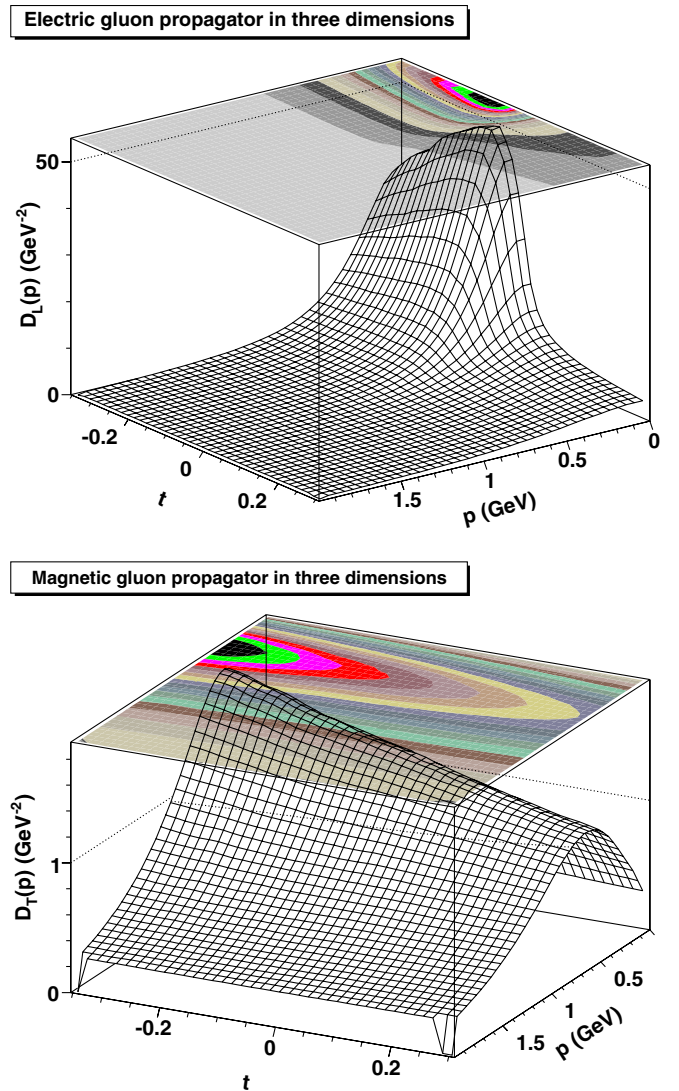 Electric gluon propagator in three dimensions
50
0
D_L(p) (GeV^-2)
-0.2
0
0.2
t
1.5
1
0.5
0
p (GeV)
Magnetic gluon propagator in three dimensions
1
0
D_T(p) (GeV^-2)
-0.2
0
0.2
t
1.5
1
0.5
p (GeV)